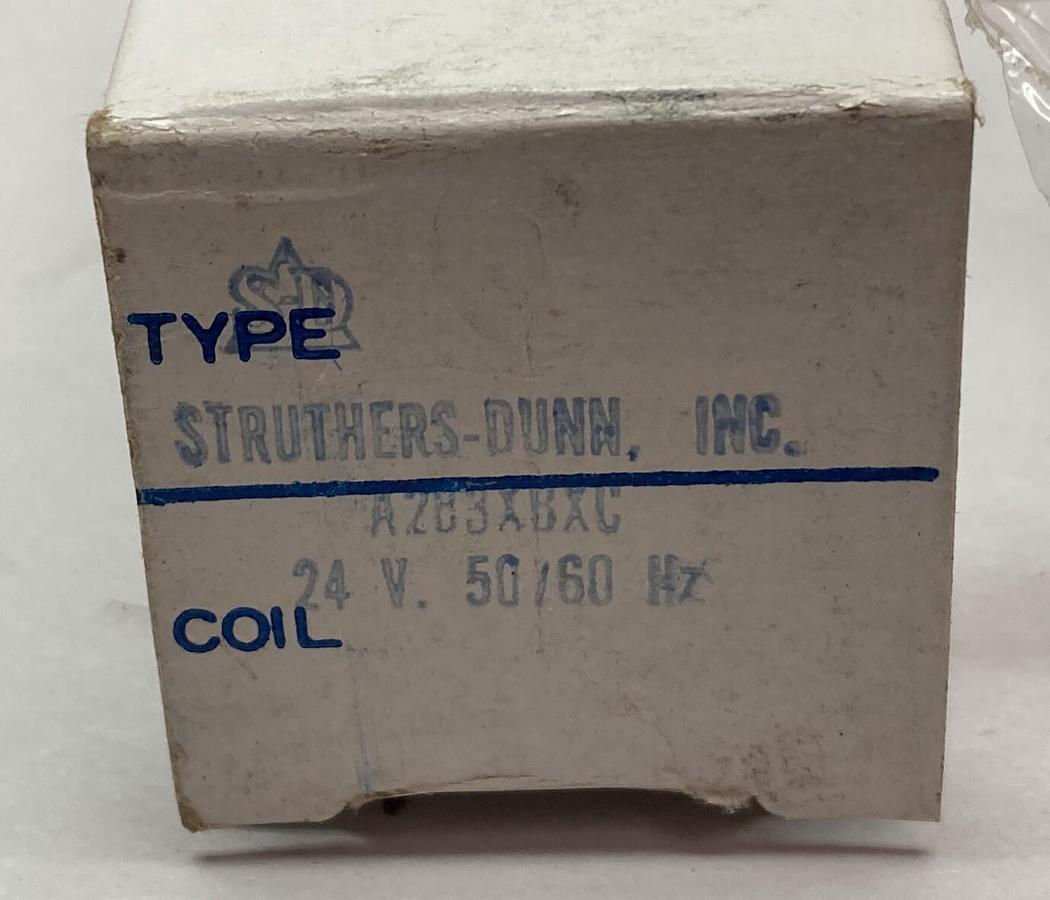 S-D
TYPE
STRUTHERS-DUNN, INC.
A283XBXC
24 V. 50/60 Hz
COIL